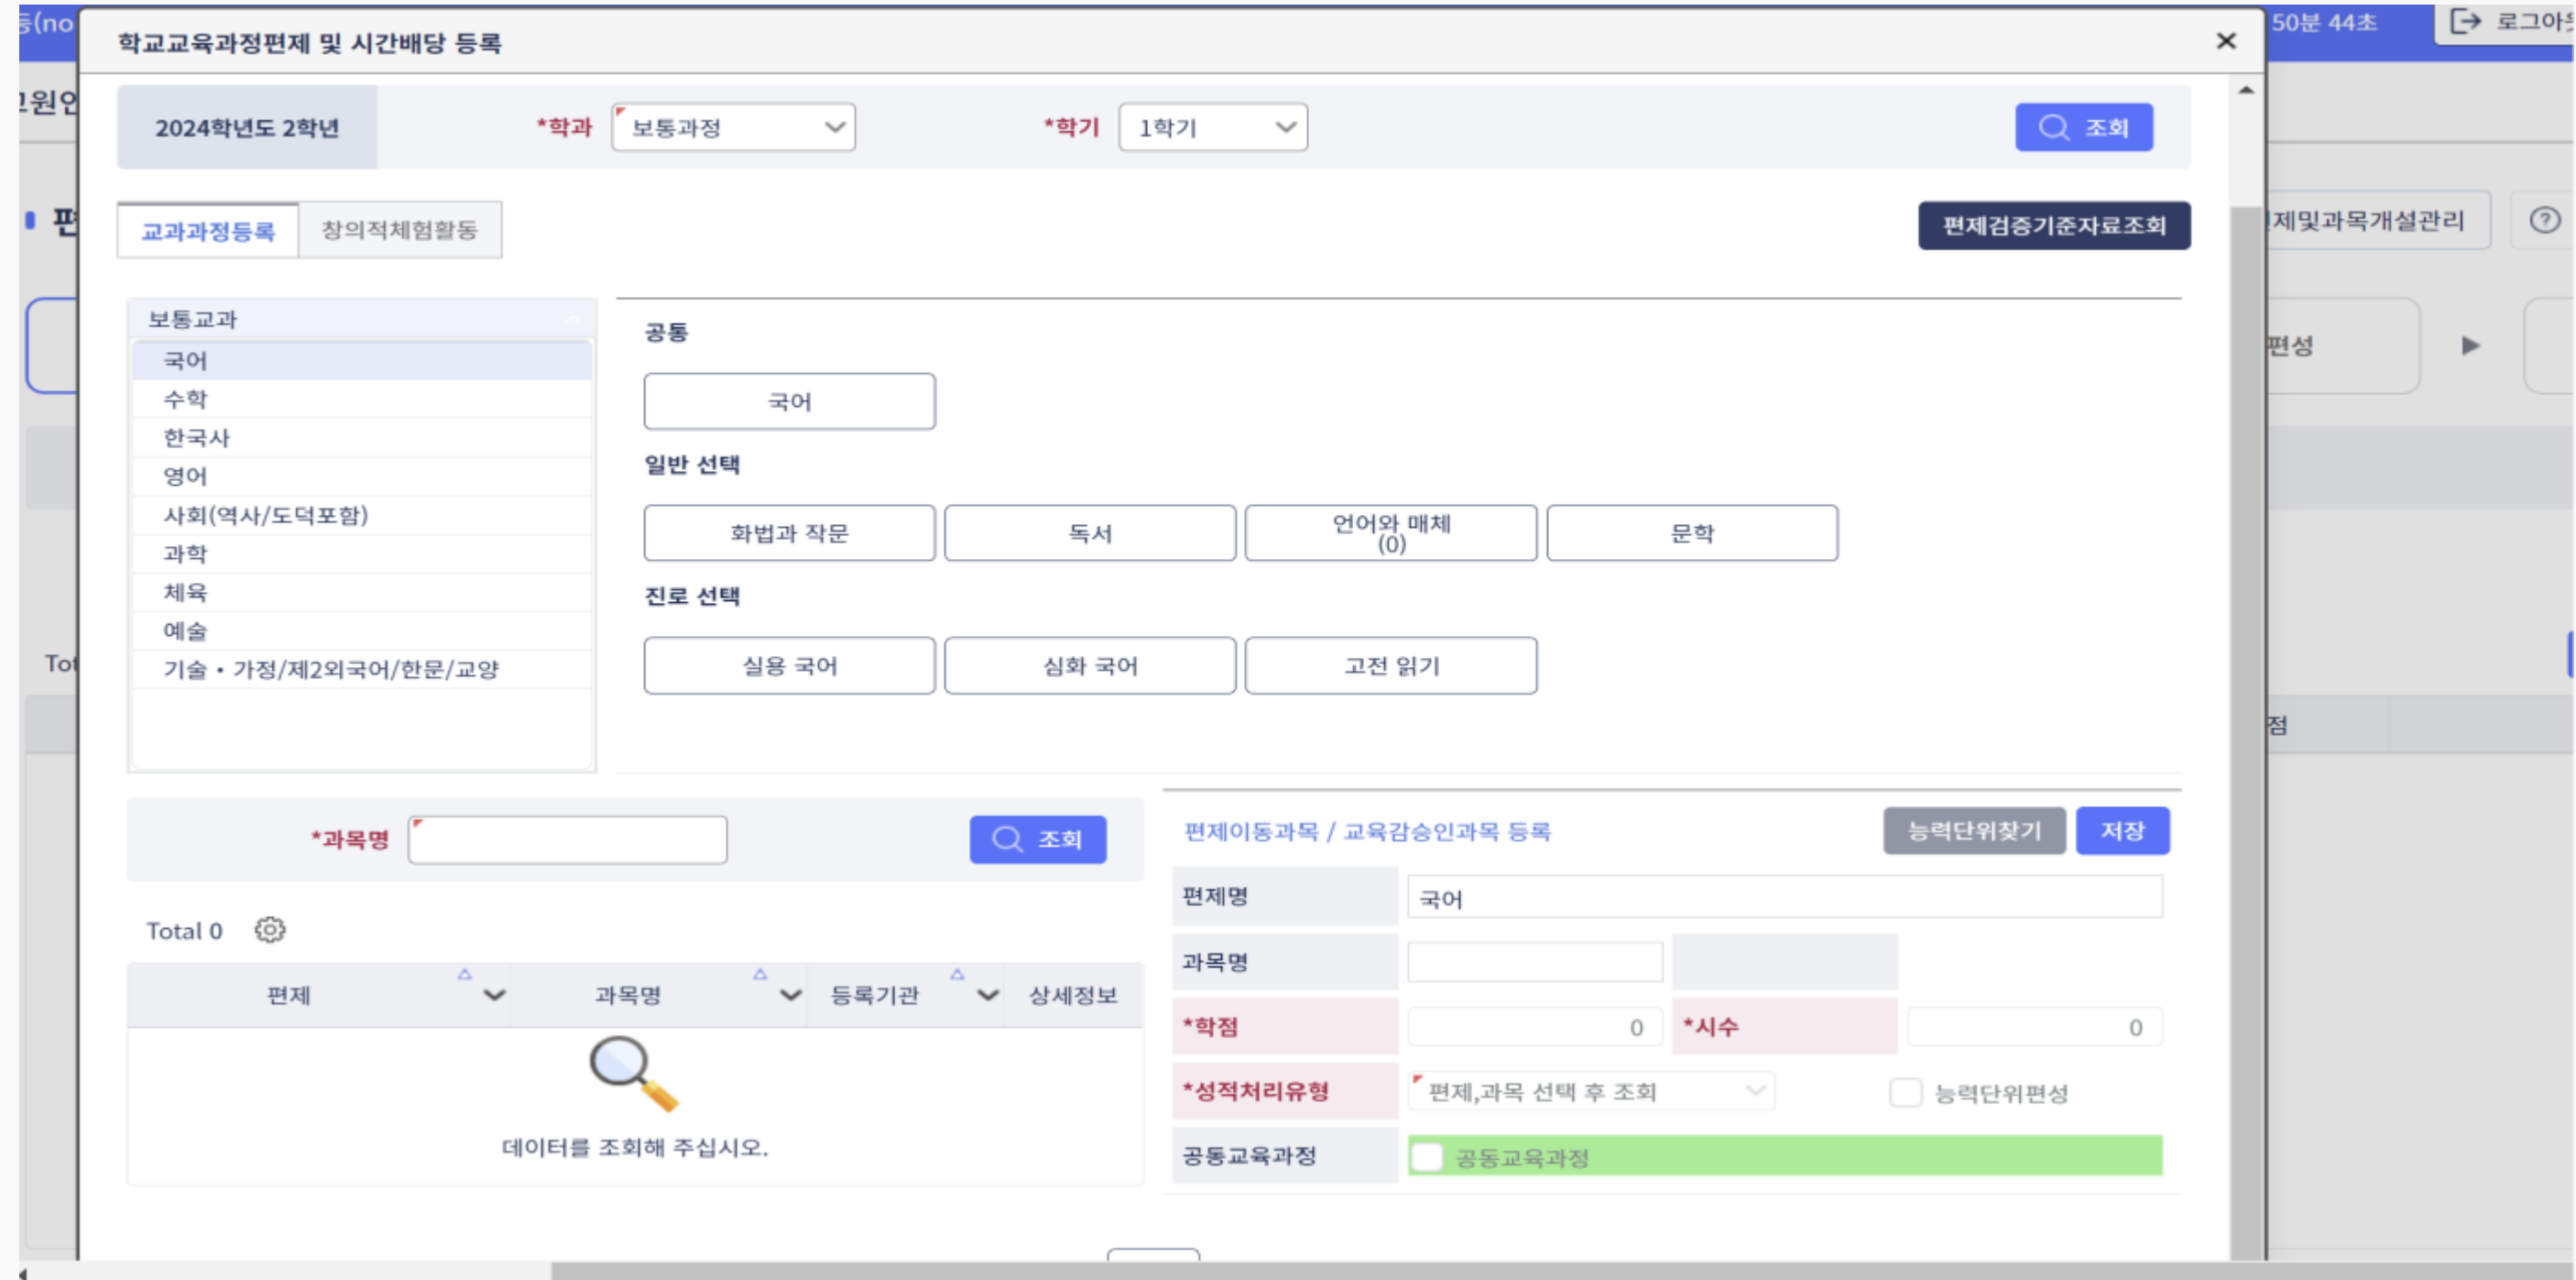 등(no
학교교육과정편제 및 시간배당 등록
50분 44초
로그아웃
2024학년도 2학년
*학과
보통과정
*학기
1학기
조회
교과과정등록
창의적체험활동
편제검증기준자료조회
제및과목개설관리
보통교과
국어
수학
한국사
영어
사회(역사/도덕포함)
과학
체육
예술
기술・가정/제2외국어/한문/교양
공통
국어
일반 선택
화법과 작문
독서
언어와 매체
(0)
문학
진로 선택
실용 국어
심화 국어
고전 읽기
편성
Tot
점
*과목명
조회
Total 0
편제
과목명
등록기관
상세정보
데이터를 조회해 주십시오.
편제이동과목 / 교육감승인과목 등록
능력단위찾기
저장
편제명
국어
과목명
*학점
0
*시수
0
*성적처리유형
편제,과목 선택 후 조회
능력단위편성
공동교육과정
공동교육과정